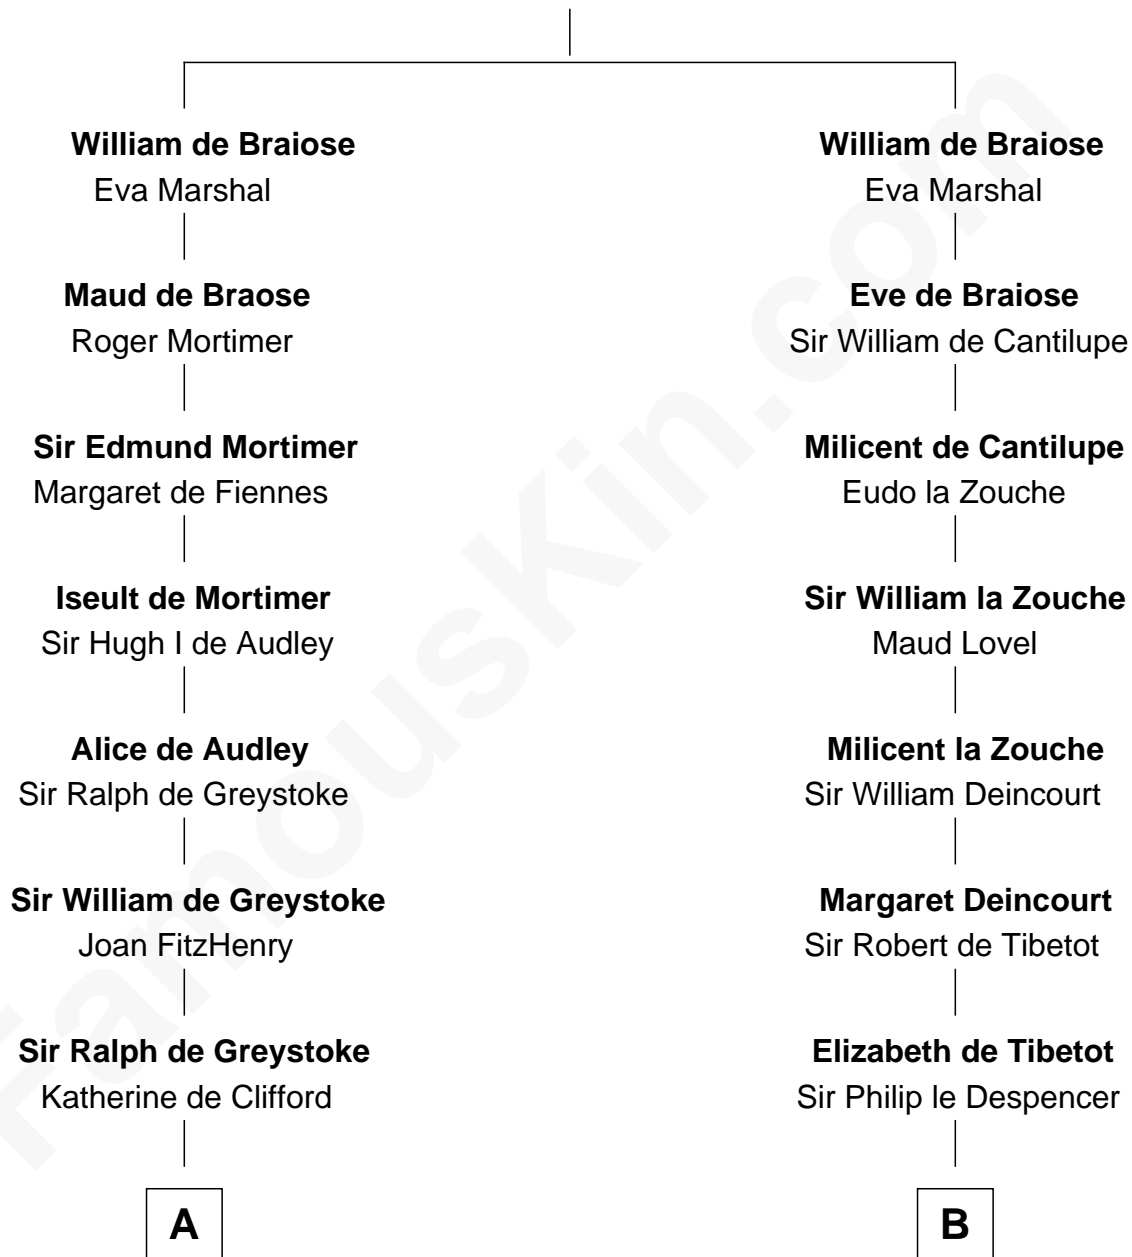 William de Braiose
Eva Marshal
Maud de Braose
Roger Mortimer
Sir Edmund Mortimer
Margaret de Fiennes
Iseult de Mortimer
Sir Hugh I de Audley
Alice de Audley
Sir Ralph de Greystoke
Sir William de Greystoke
Joan FitzHenry
Sir Ralph de Greystoke
Katherine de Clifford
A
William de Braiose
Eva Marshal
Eve de Braiose
Sir William de Cantilupe
Milicent de Cantilupe
Eudo la Zouche
Sir William la Zouche
Maud Lovel
Milicent la Zouche
Sir William Deincourt
Margaret Deincourt
Sir Robert de Tibetot
Elizabeth de Tibetot
Sir Philip le Despencer
B
FamousKin.com